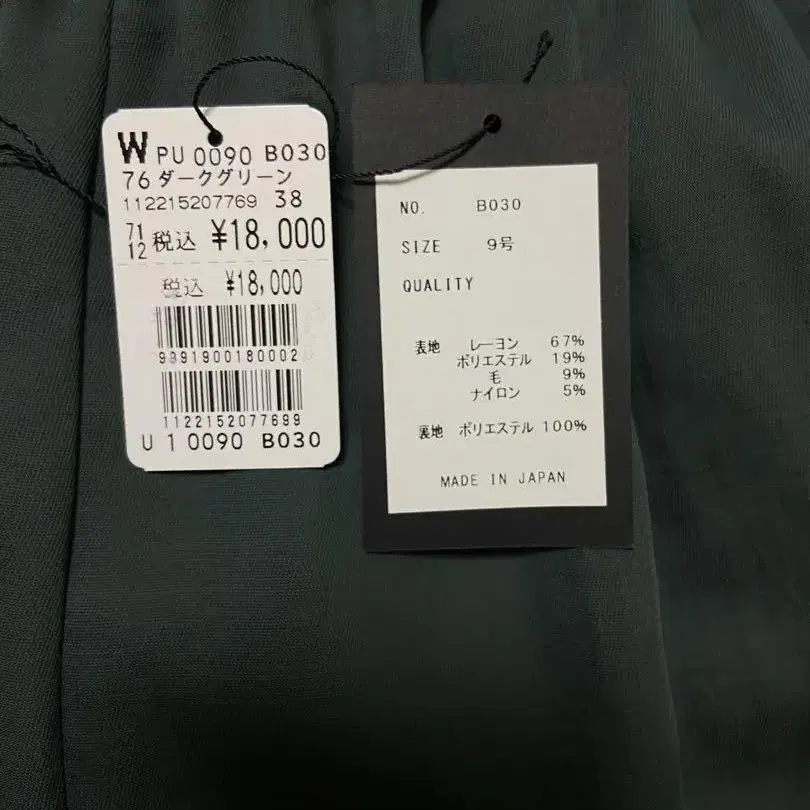 W PU 0090 B030
76 ダークグリーン
112215207769 38
71
12 税込 ¥18,000
税込 ¥18,000
9991900180002
1122152077699
U 1 0090 B030
NO. B030
SIZE 9号
QUALITY
表地 レーヨン 67%
ポリエステル 19%
毛 9%
ナイロン 5%
裏地 ポリエステル 100%
MADE IN JAPAN